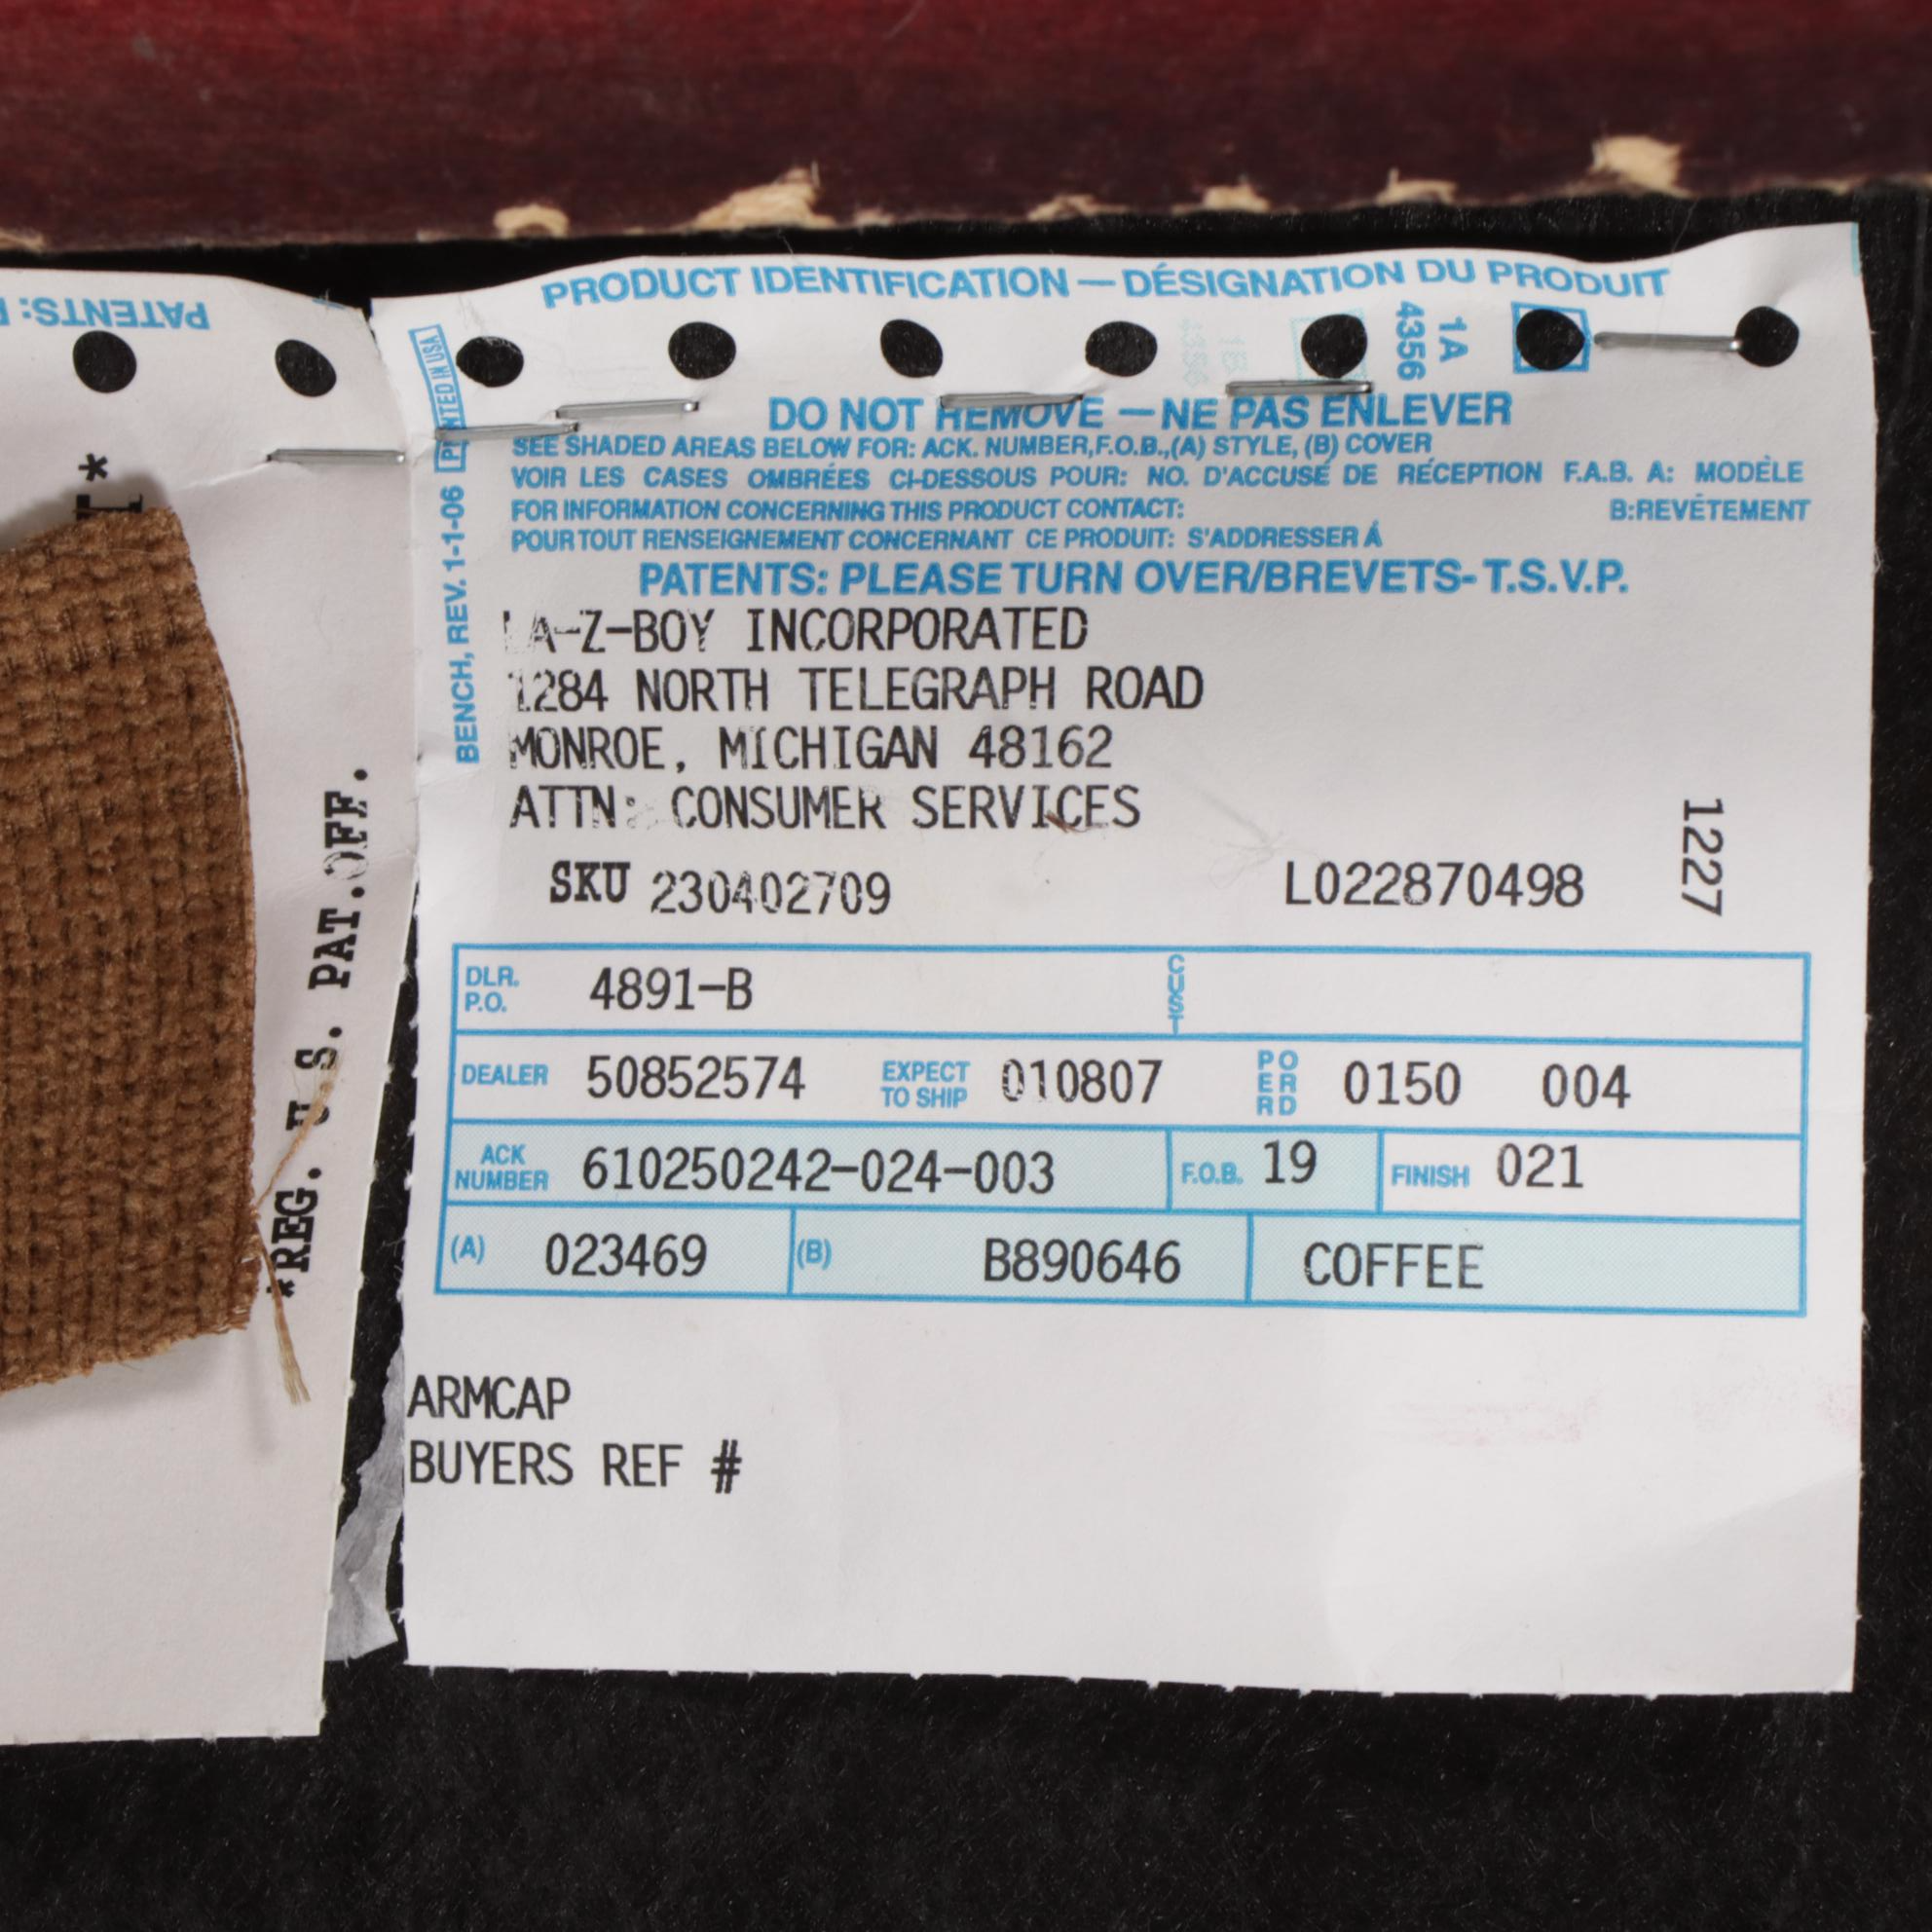 PATENTS:
*
*REG. U.S. PAT.OFF.
PRODUCT IDENTIFICATION — DÉSIGNATION DU PRODUIT
1A
4356
PRINTED IN USA
BENCH, REV. 1-1-06
DO NOT REMOVE — NE PAS ENLEVER
SEE SHADED AREAS BELOW FOR: ACK. NUMBER,F.O.B.,(A) STYLE, (B) COVER
VOIR LES CASES OMBRÉES CI-DESSOUS POUR: NO. D'ACCUSÉ DE RÉCEPTION F.A.B. A: MODÈLE
FOR INFORMATION CONCERNING THIS PRODUCT CONTACT: B:REVÉTEMENT
POUR TOUT RENSEIGNEMENT CONCERNANT CE PRODUIT: S'ADDRESSER Á
PATENTS: PLEASE TURN OVER/BREVETS- T.S.V.P.
LA-Z-BOY INCORPORATED
1284 NORTH TELEGRAPH ROAD
MONROE, MICHIGAN 48162
ATTN: CONSUMER SERVICES
1227
SKU 230402709 L022870498
DLR. P.O. 4891-B CUST
DEALER 50852574 EXPECT TO SHIP 010807 PER ORD 0150 004
ACK NUMBER 610250242-024-003 F.O.B. 19 FINISH 021
(A) 023469 (B) B890646 COFFEE
ARMCAP
BUYERS REF #